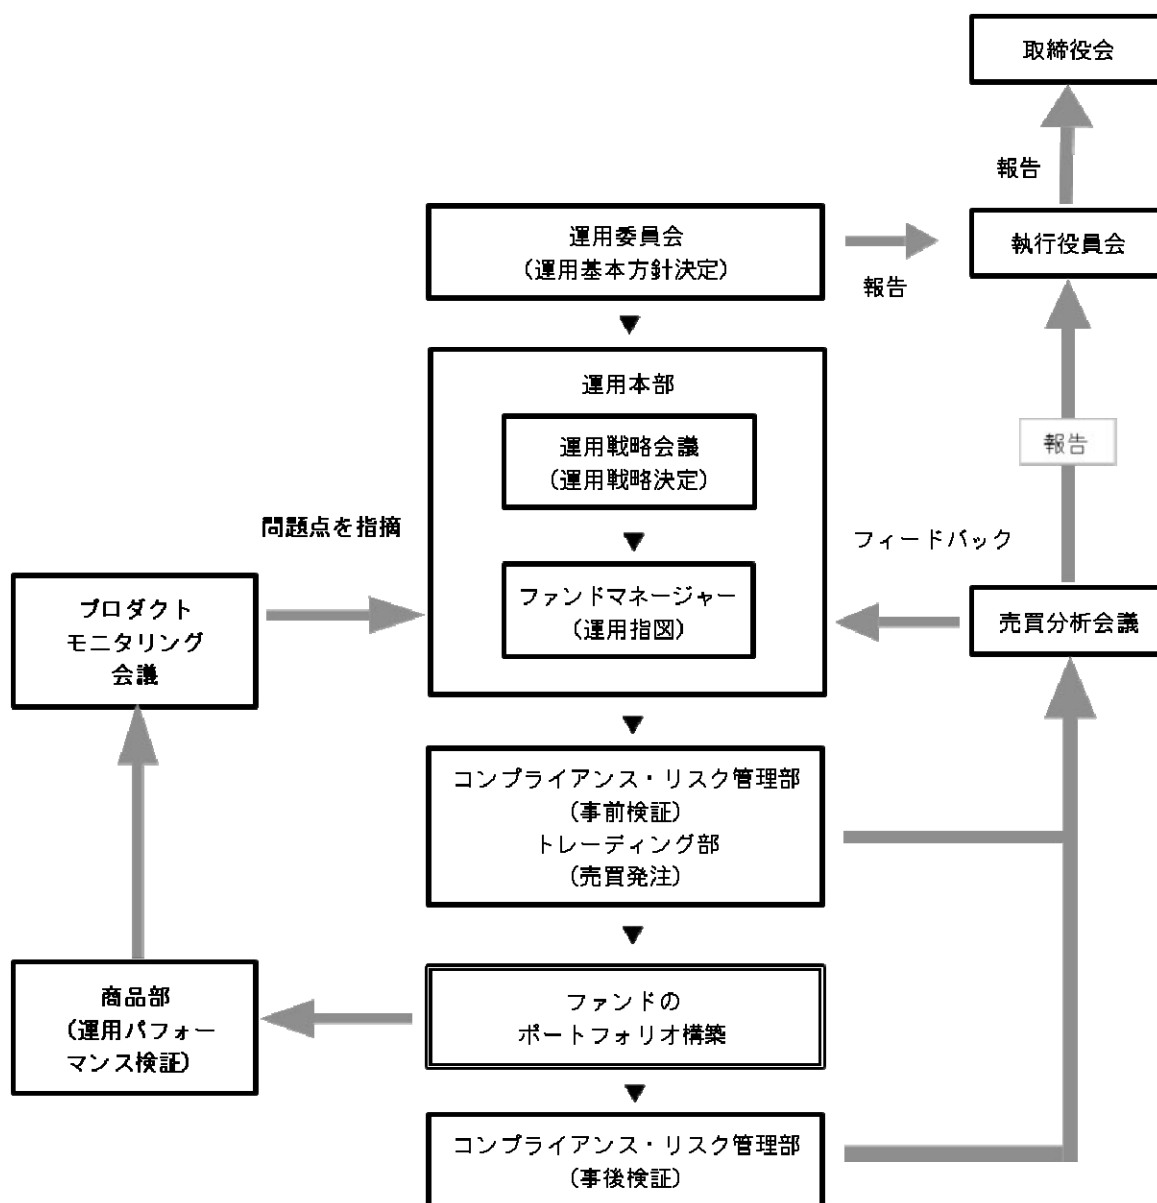 取締役会
報告
運用委員会
(運用基本方針決定)
報告
執行役員会
運用本部
運用戦略会議
(運用戦略決定)
報告
問題点を指摘
フィードバック
プロダクト
モニタリング
会議
ファンドマネージャー
(運用指図)
売買分析会議
コンプライアンス・リスク管理部
(事前検証)
トレーディング部
(売買発注)
商品部
(運用パフォー
マンス検証)
ファンドの
ポートフォリオ構築
コンプライアンス・リスク管理部
(事後検証)